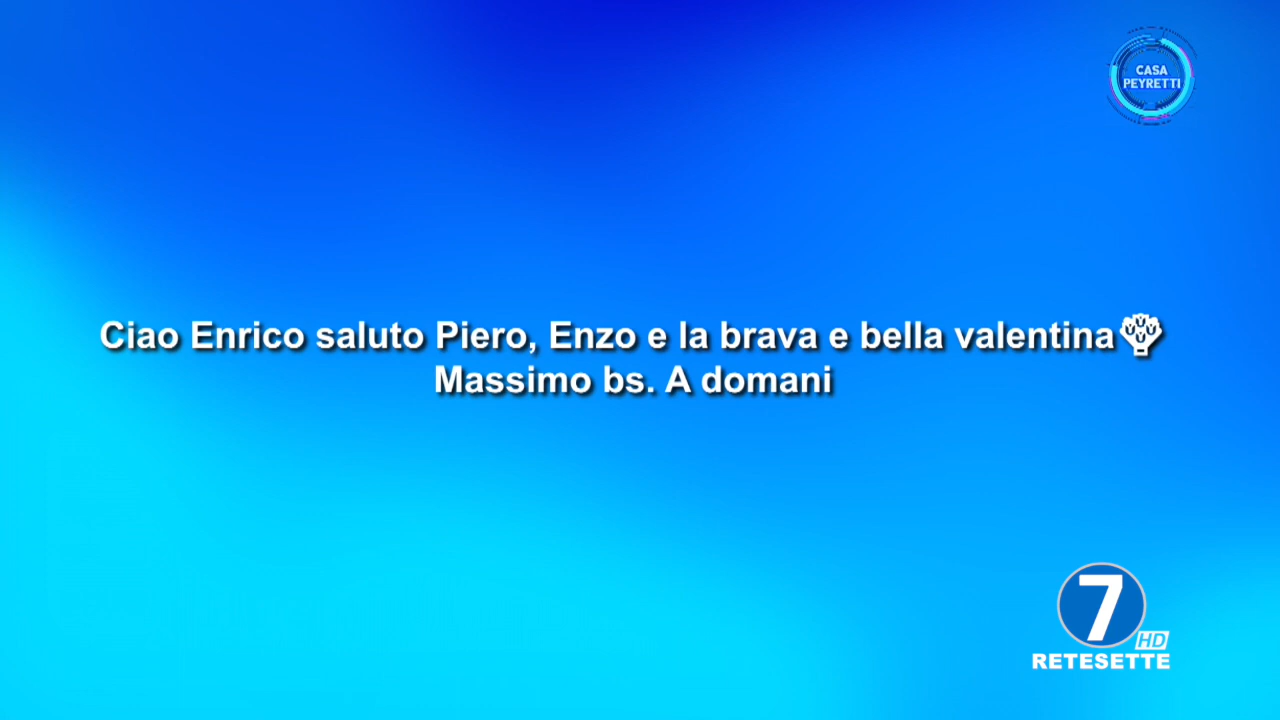 CASA
PEYRETTI
Ciao Enrico saluto Piero, Enzo e la brava e bella valentina💐
Massimo bs. A domani
7
HD
RETESETTE